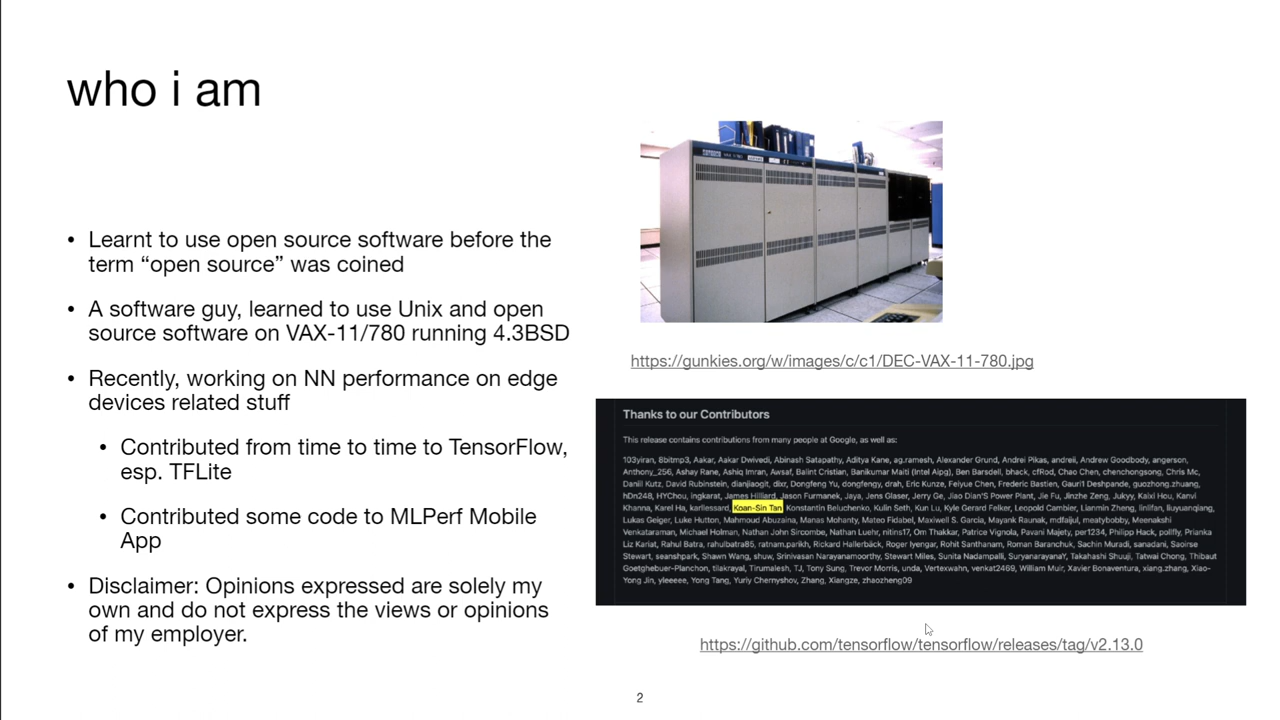 who i am
• Learnt to use open source software before the
term “open source” was coined
• A software guy, learned to use Unix and open
source software on VAX-11/780 running 4.3BSD
• Recently, working on NN performance on edge
devices related stuff
• Contributed from time to time to TensorFlow,
esp. TFLite
• Contributed some code to MLPerf Mobile
App
• Disclaimer: Opinions expressed are solely my
own and do not express the views or opinions
of my employer.
https://gunkies.org/w/images/c/c1/DEC-VAX-11-780.jpg
Thanks to our Contributors
This release contains contributions from many people at Google, as well as:
103yiran, 8bitmp3, Aakar, Aakar Dwivedi, Abinash Satapathy, Aditya Kane, ag.ramesh, Alexander Grund, Andrei Pikas, andreii, Andrew Goodbody, angerson,
Anthony_256, Ashay Rane, Ashiq Imran, Awsaf, Balint Cristian, Banikumar Maiti (Intel Aipg), Ben Barsdell, bhack, cfRod, Chao Chen, chenchongsong, Chris Mc,
Daniil Kutz, David Rubinstein, dianjiaogit, dixr, Dongfeng Yu, dongfengy, drah, Eric Kunze, Feiyue Chen, Frederic Bastien, Gauri1 Deshpande, guozhong.zhuang,
hDn248, HYChou, ingkarat, James Hilliard, Jason Furmanek, Jaya, Jens Glaser, Jerry Ge, Jiao Dian'S Power Plant, Jie Fu, Jinzhe Zeng, Jukyy, Kaixi Hou, Kanvi
Khanna, Karel Ha, karllessard, Koan-Sin Tan, Konstantin Beluchenko, Kulin Seth, Kun Lu, Kyle Gerard Felker, Leopold Cambier, Lianmin Zheng, linlifan, liuyuanqiang,
Lukas Geiger, Luke Hutton, Mahmoud Abuzaina, Manas Mohanty, Mateo Fidabel, Maxiwell S. Garcia, Mayank Raunak, mdfaijul, meatybobby, Meenakshi
Venkataraman, Michael Holman, Nathan John Sircombe, Nathan Luehr, nitins17, Om Thakkar, Patrice Vignola, Pavani Majety, per1234, Philipp Hack, pollfly, Prianka
Liz Kariat, Rahul Batra, rahulbatra85, ratnam.parikh, Rickard Hallerbäck, Roger Iyengar, Rohit Santhanam, Roman Baranchuk, Sachin Muradi, sanadani, Saoirse
Stewart, seanshpark, Shawn Wang, shuw, Srinivasan Narayanamoorthy, Stewart Miles, Sunita Nadampalli, SuryanarayanaY, Takahashi Shuuji, Tatwai Chong, Thibaut
Goetghebuer-Planchon, tilakrayal, Tirumalesh, TJ, Tony Sung, Trevor Morris, unda, Vertexwahn, venkat2469, William Muir, Xavier Bonaventura, xiang.zhang, Xiao-
Yong Jin, yleeeee, Yong Tang, Yuriy Chernyshov, Zhang, Xiangze, zhaozheng09
https://github.com/tensorflow/tensorflow/releases/tag/v2.13.0
2